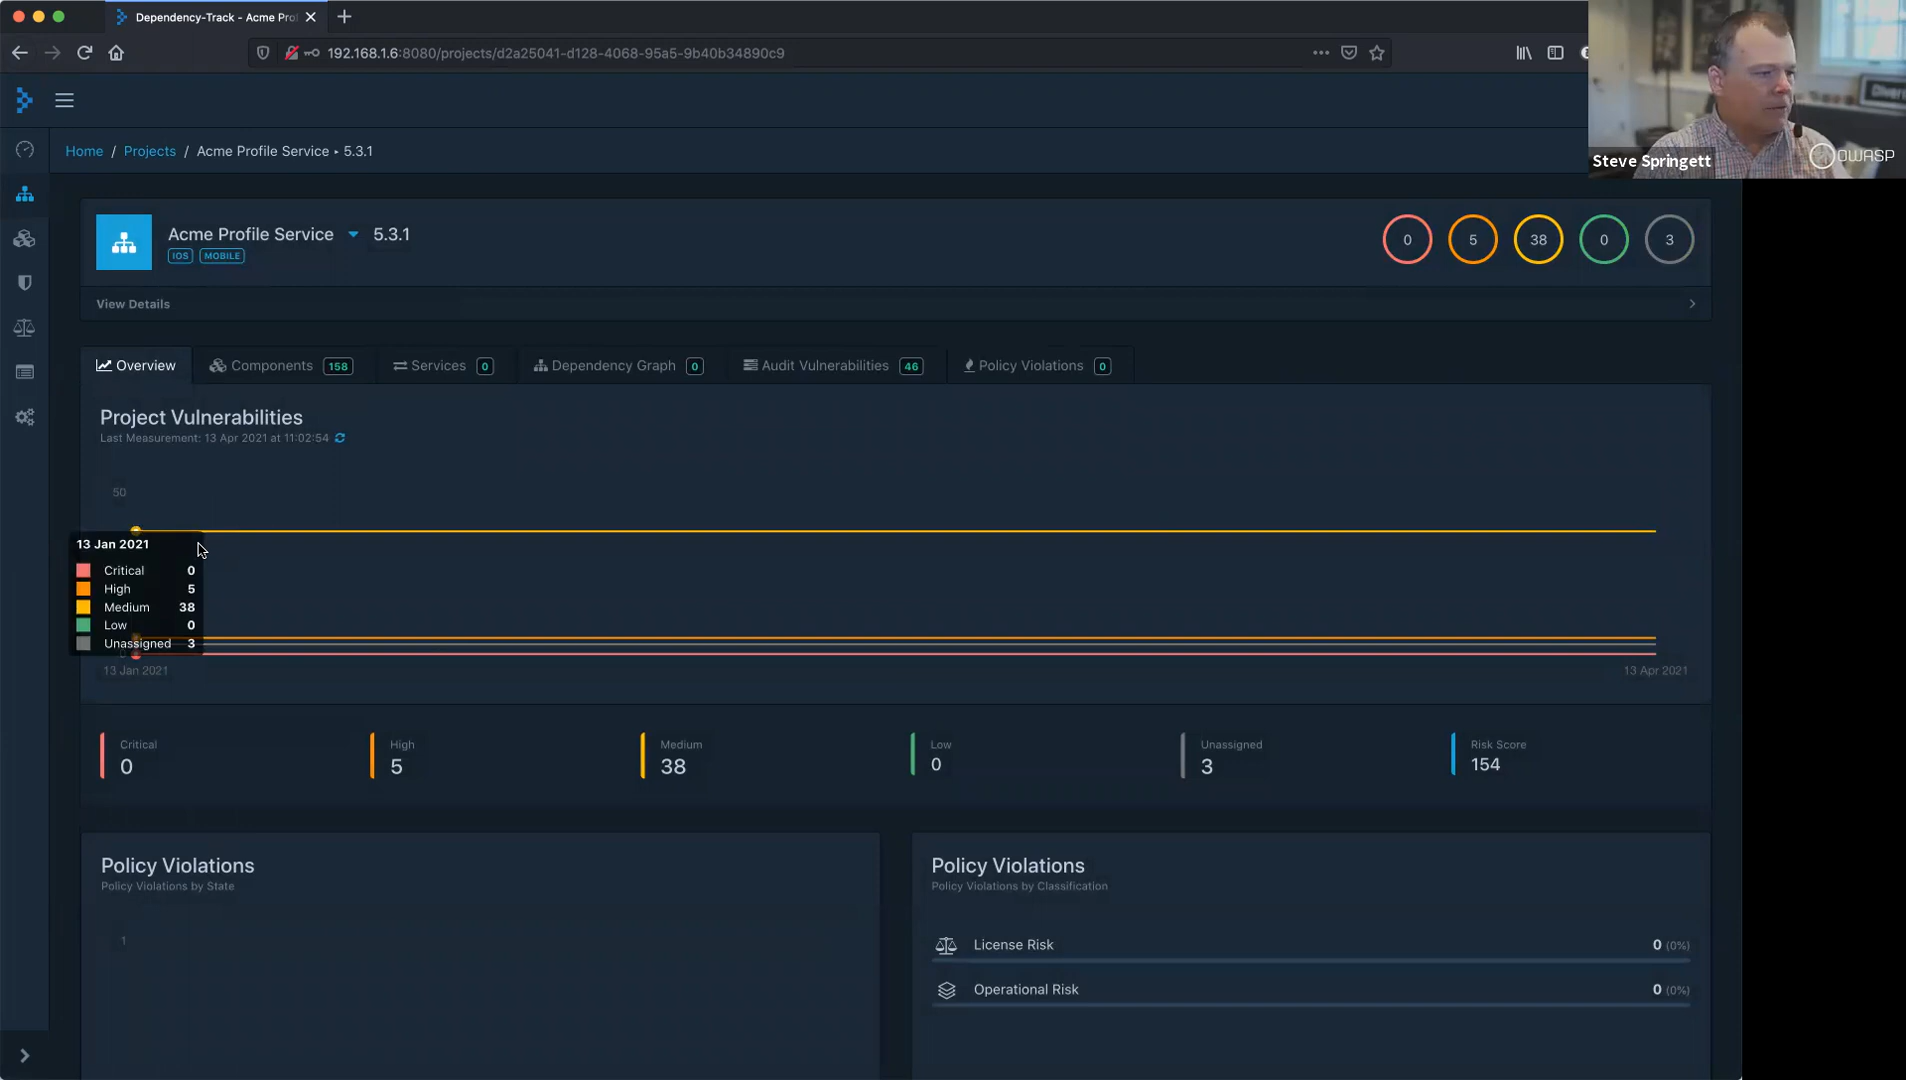 Dependency-Track - Acme Pro
192.168.1.6:8080/projects/d2a25041-d128-4068-95a5-9b40b34890c9
Steve Springett
OWASP
Home / Projects / Acme Profile Service • 5.3.1
Acme Profile Service 5.3.1
IOS MOBILE
0 5 38 0 3
View Details
Overview Components 158 Services 0 Dependency Graph 0 Audit Vulnerabilities 46 Policy Violations 0
Project Vulnerabilities
Last Measurement: 13 Apr 2021 at 11:02:54
50
13 Jan 2021
Critical 0
High 5
Medium 38
Low 0
Unassigned 3
0
13 Jan 2021 13 Apr 2021
Critical High Medium Low Unassigned Risk Score
0 5 38 0 3 154
Policy Violations
Policy Violations by State
1
Policy Violations
Policy Violations by Classification
License Risk 0 (0%)
Operational Risk 0 (0%)